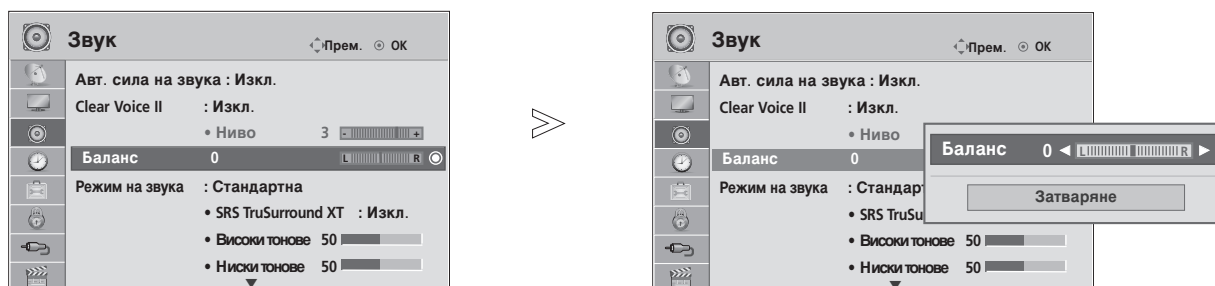 Звук Прем. OK
Авт. сила на звука : Изкл.
Clear Voice II : Изкл.
• Ниво 3 - +
Баланс 0 L R
Режим на звука : Стандартна
• SRS TruSurround XT : Изкл.
• Високи тонове 50
• Ниски тонове 50
Звук Прем. OK
Авт. сила на звука : Изкл.
Clear Voice II : Изкл.
• Ниво
Баланс 0
Режим на звука : Стандарт
• SRS TruSu
• Високи тонове 50
• Ниски тонове 50
Баланс 0 ◄ L R ►
Затваряне